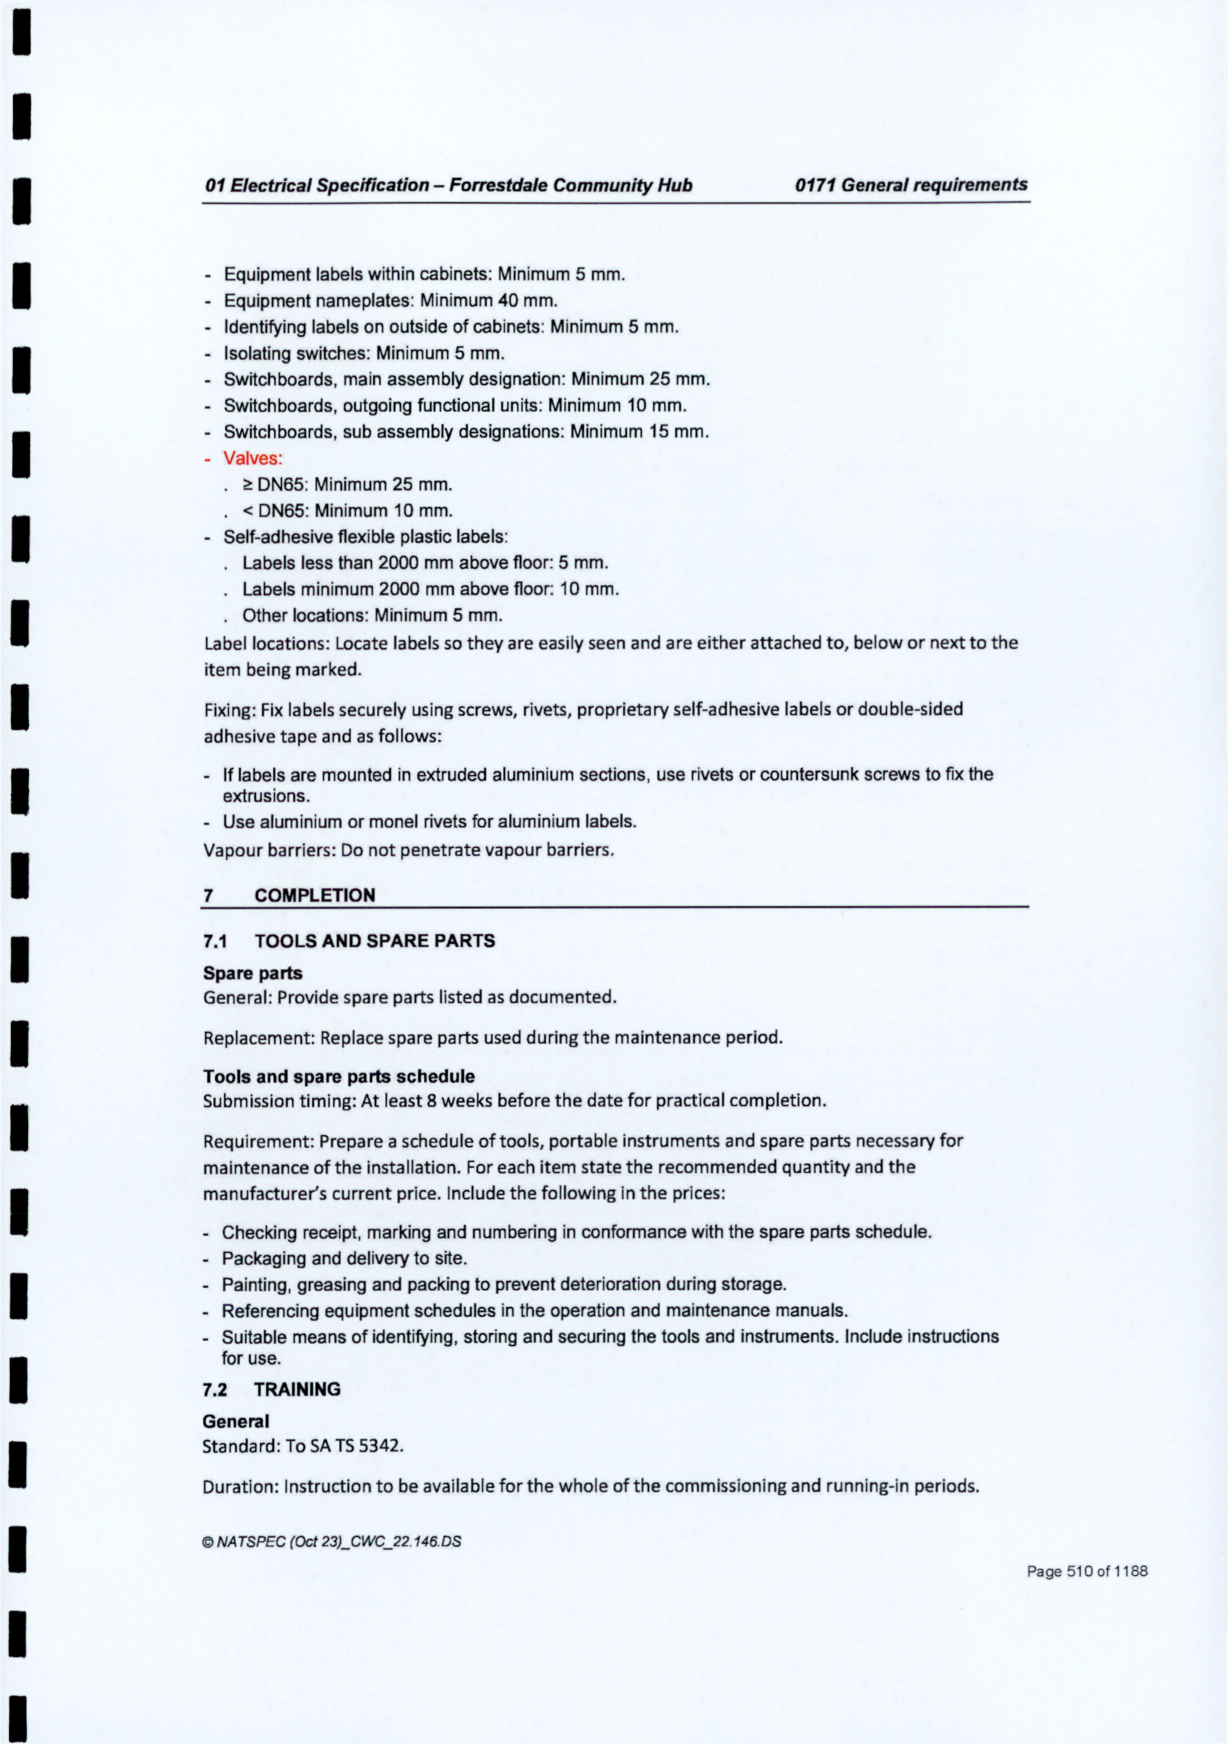 01 Electrical Specification – Forrestdale Community Hub 0171 General requirements
- Equipment labels within cabinets: Minimum 5 mm.
- Equipment nameplates: Minimum 40 mm.
- Identifying labels on outside of cabinets: Minimum 5 mm.
- Isolating switches: Minimum 5 mm.
- Switchboards, main assembly designation: Minimum 25 mm.
- Switchboards, outgoing functional units: Minimum 10 mm.
- Switchboards, sub assembly designations: Minimum 15 mm.
- Valves:
. ≥ DN65: Minimum 25 mm.
. < DN65: Minimum 10 mm.
- Self-adhesive flexible plastic labels:
. Labels less than 2000 mm above floor: 5 mm.
. Labels minimum 2000 mm above floor: 10 mm.
. Other locations: Minimum 5 mm.
Label locations: Locate labels so they are easily seen and are either attached to, below or next to the
item being marked.
Fixing: Fix labels securely using screws, rivets, proprietary self-adhesive labels or double-sided
adhesive tape and as follows:
- If labels are mounted in extruded aluminium sections, use rivets or countersunk screws to fix the
extrusions.
- Use aluminium or monel rivets for aluminium labels.
Vapour barriers: Do not penetrate vapour barriers.
7 COMPLETION
7.1 TOOLS AND SPARE PARTS
Spare parts
General: Provide spare parts listed as documented.
Replacement: Replace spare parts used during the maintenance period.
Tools and spare parts schedule
Submission timing: At least 8 weeks before the date for practical completion.
Requirement: Prepare a schedule of tools, portable instruments and spare parts necessary for
maintenance of the installation. For each item state the recommended quantity and the
manufacturer's current price. Include the following in the prices:
- Checking receipt, marking and numbering in conformance with the spare parts schedule.
- Packaging and delivery to site.
- Painting, greasing and packing to prevent deterioration during storage.
- Referencing equipment schedules in the operation and maintenance manuals.
- Suitable means of identifying, storing and securing the tools and instruments. Include instructions
for use.
7.2 TRAINING
General
Standard: To SA TS 5342.
Duration: Instruction to be available for the whole of the commissioning and running-in periods.
© NATSPEC (Oct 23)_CWC_22.146.DS
Page 510 of 1188